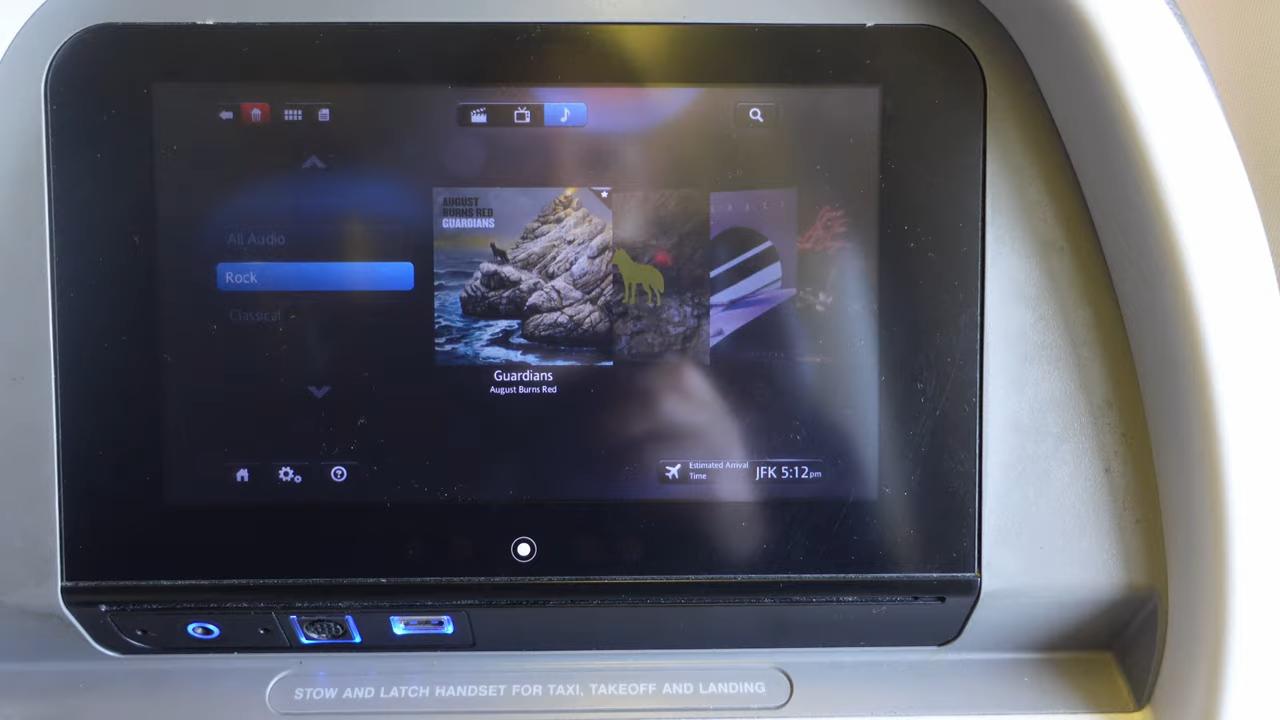 AUGUST
BURNS RED
GUARDIANS
All Audio
Rock
Classical
Guardians
August Burns Red
Estimated Arrival
Time
JFK 5:12pm
STOW AND LATCH HANDSET FOR TAXI, TAKEOFF AND LANDING